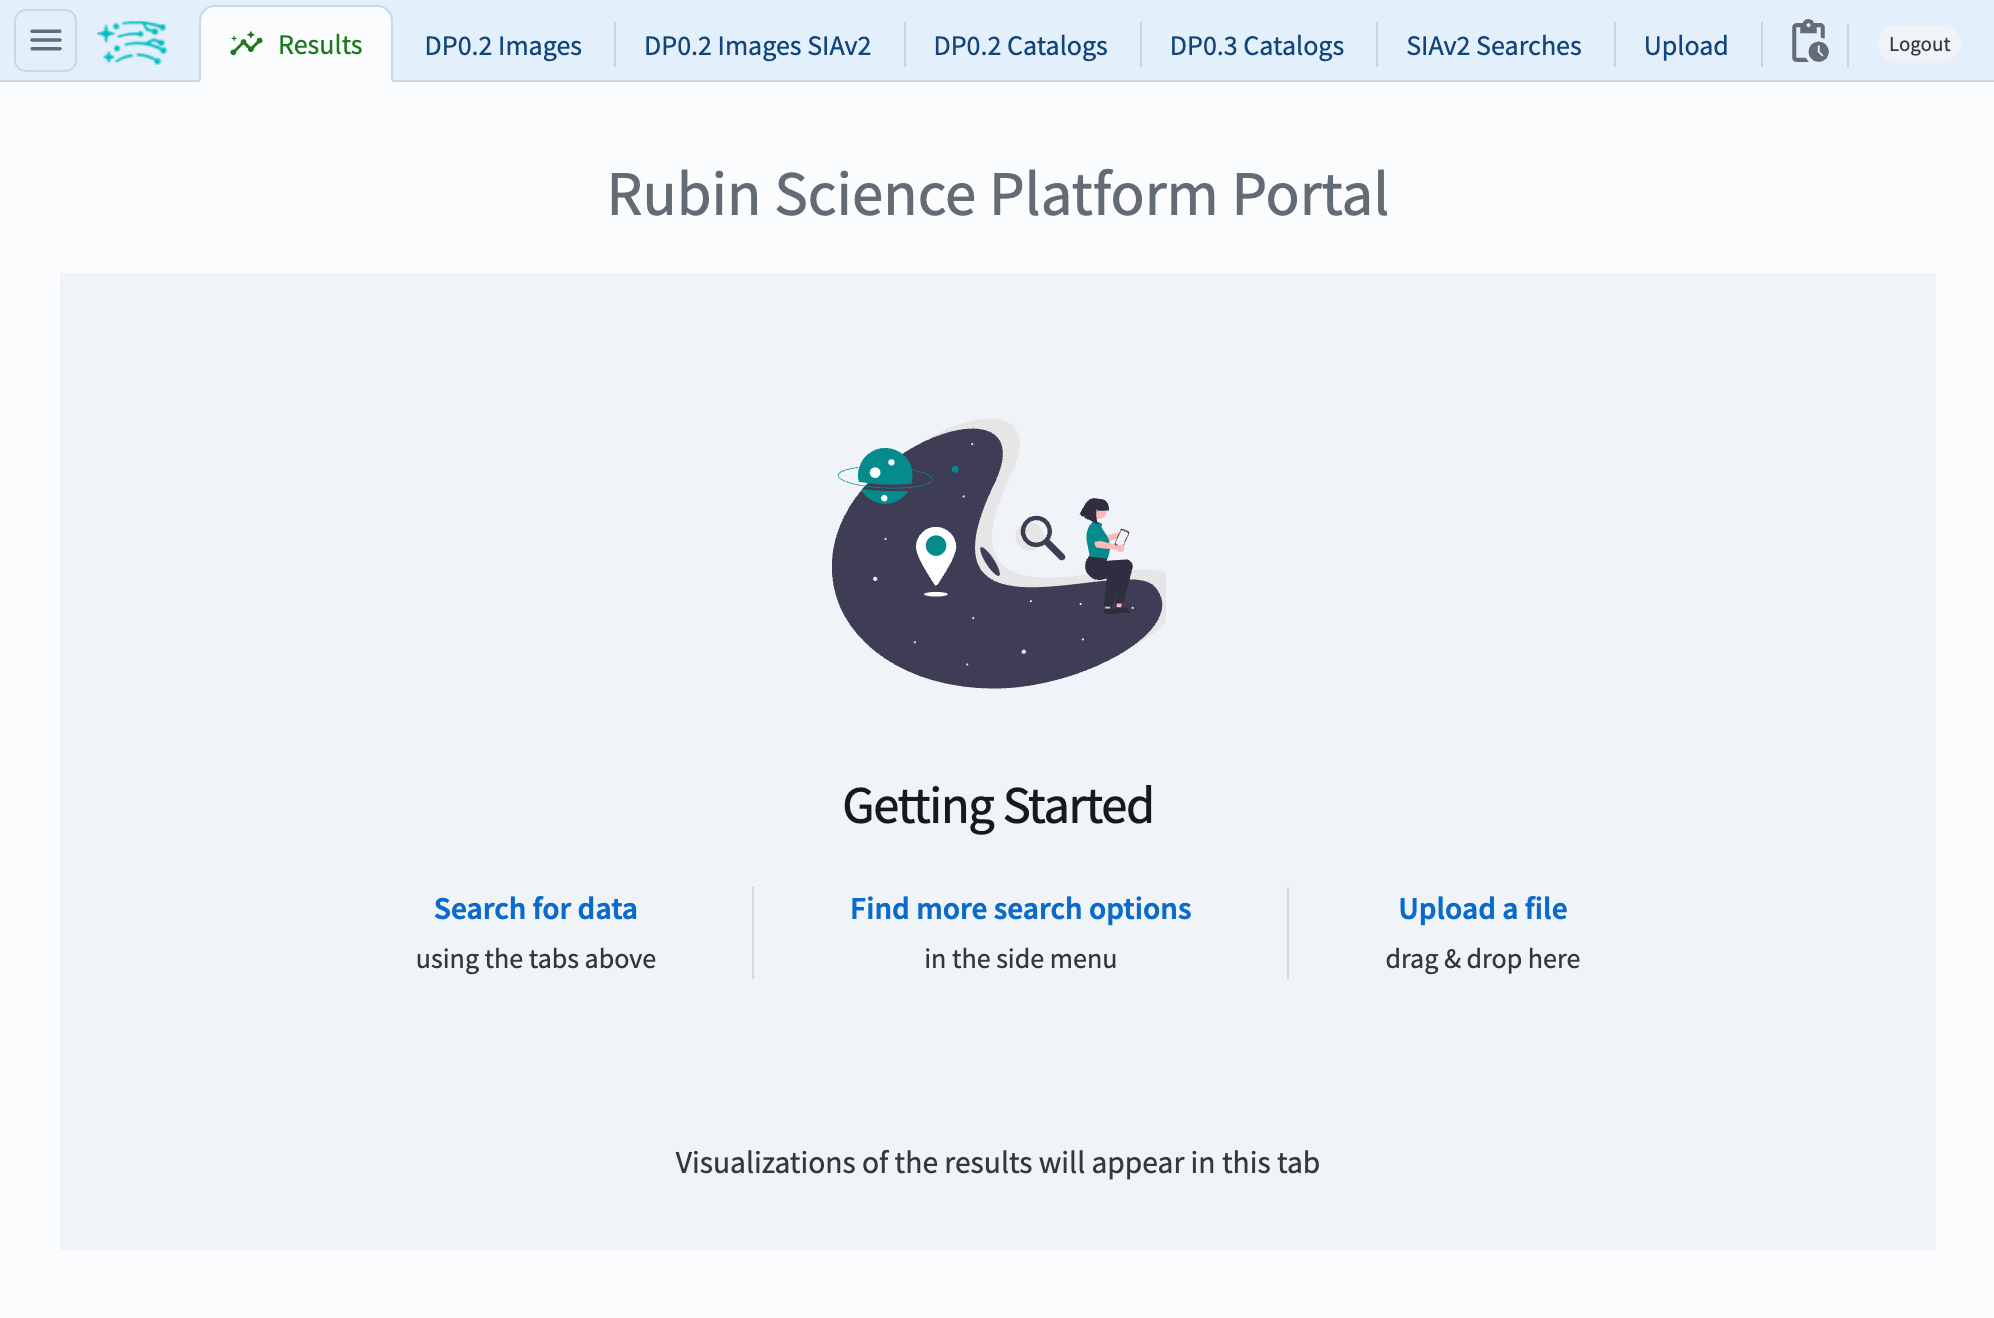 Results
DP0.2 Images
DP0.2 Images SIAv2
DP0.2 Catalogs
DP0.3 Catalogs
SIAv2 Searches
Upload
Logout
Rubin Science Platform Portal
Getting Started
Search for data
using the tabs above
Find more search options
in the side menu
Upload a file
drag & drop here
Visualizations of the results will appear in this tab